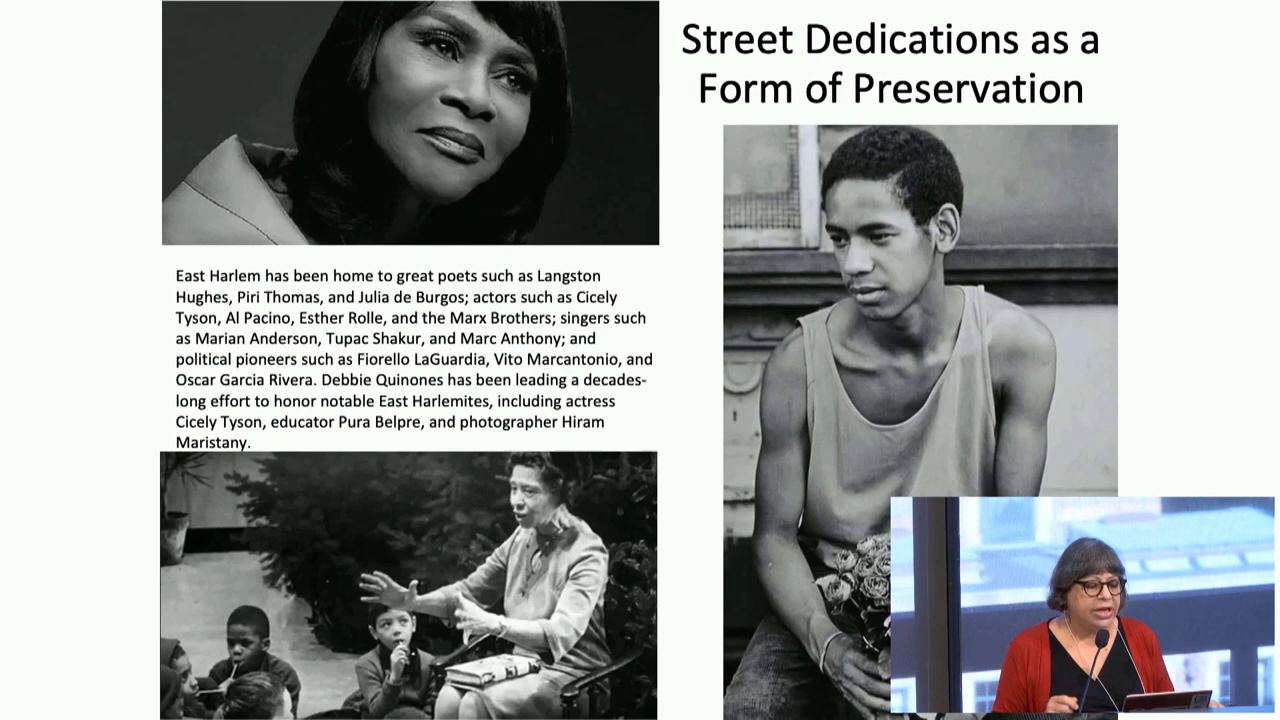 Street Dedications as a
Form of Preservation
East Harlem has been home to great poets such as Langston
Hughes, Piri Thomas, and Julia de Burgos; actors such as Cicely
Tyson, Al Pacino, Esther Rolle, and the Marx Brothers; singers such
as Marian Anderson, Tupac Shakur, and Marc Anthony; and
political pioneers such as Fiorello LaGuardia, Vito Marcantonio, and
Oscar Garcia Rivera. Debbie Quinones has been leading a decades-
long effort to honor notable East Harlemites, including actress
Cicely Tyson, educator Pura Belpre, and photographer Hiram
Maristany.